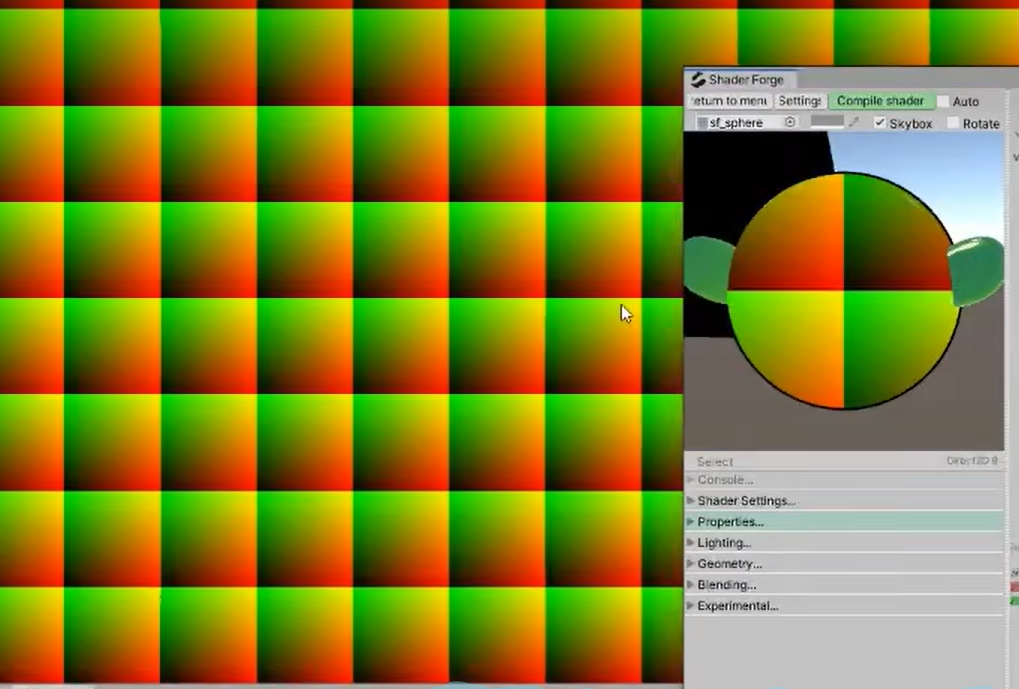 Shader Forge
eturn to menu Settings Compile shader Auto
sf_sphere Skybox Rotate
Select
Console...
Shader Settings...
Properties...
Lighting...
Geometry...
Blending...
Experimental...